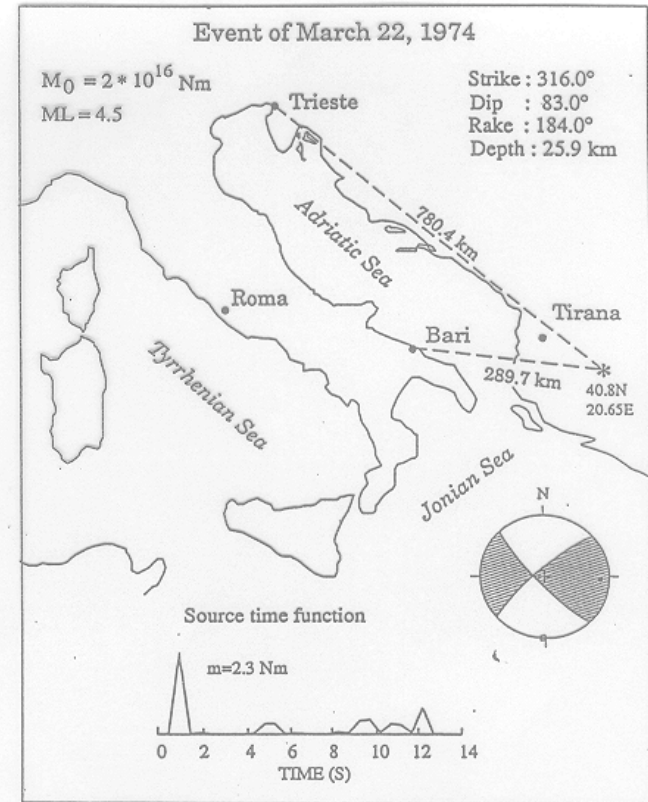 Event of March 22, 1974
M₀ = 2 * 10¹⁶ Nm
ML = 4.5
Strike : 316.0°
Dip : 83.0°
Rake : 184.0°
Depth : 25.9 km
Trieste
780.4 km
Adriatic Sea
Roma
Tirana
Bari
289.7 km
40.8N
20.65E
Tyrrhenian Sea
Jonian Sea
N
Source time function
m=2.3 Nm
0 2 4 6 8 10 12 14
TIME (S)